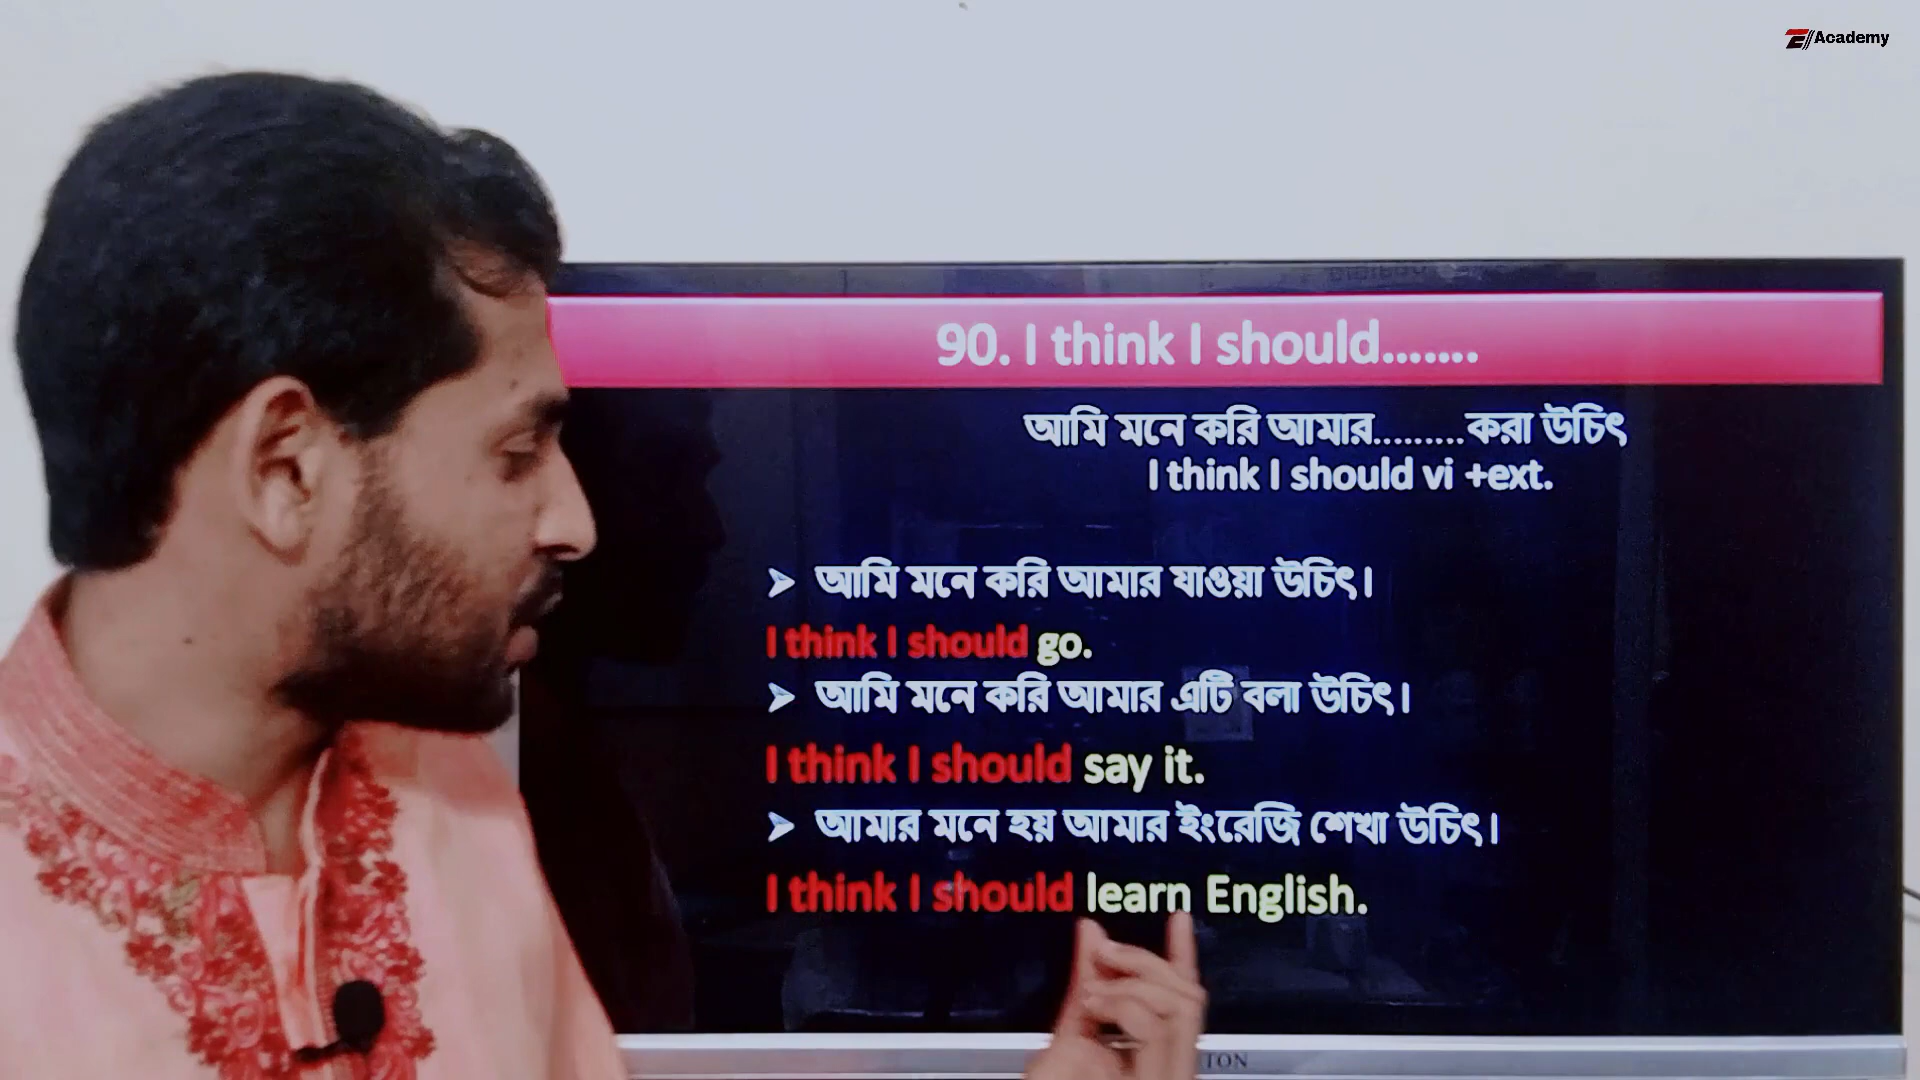 Academy
90. I think I should.......
আমি মনে করি আমার.........করা উচিৎ
I think I should vi +ext.
➢ আমি মনে করি আমার যাওয়া উচিৎ।
I think I should go.
➢ আমি মনে করি আমার এটি বলা উচিৎ।
I think I should say it.
➢ আমার মনে হয় আমার ইংরেজি শেখা উচিৎ।
I think I should learn English.
TON